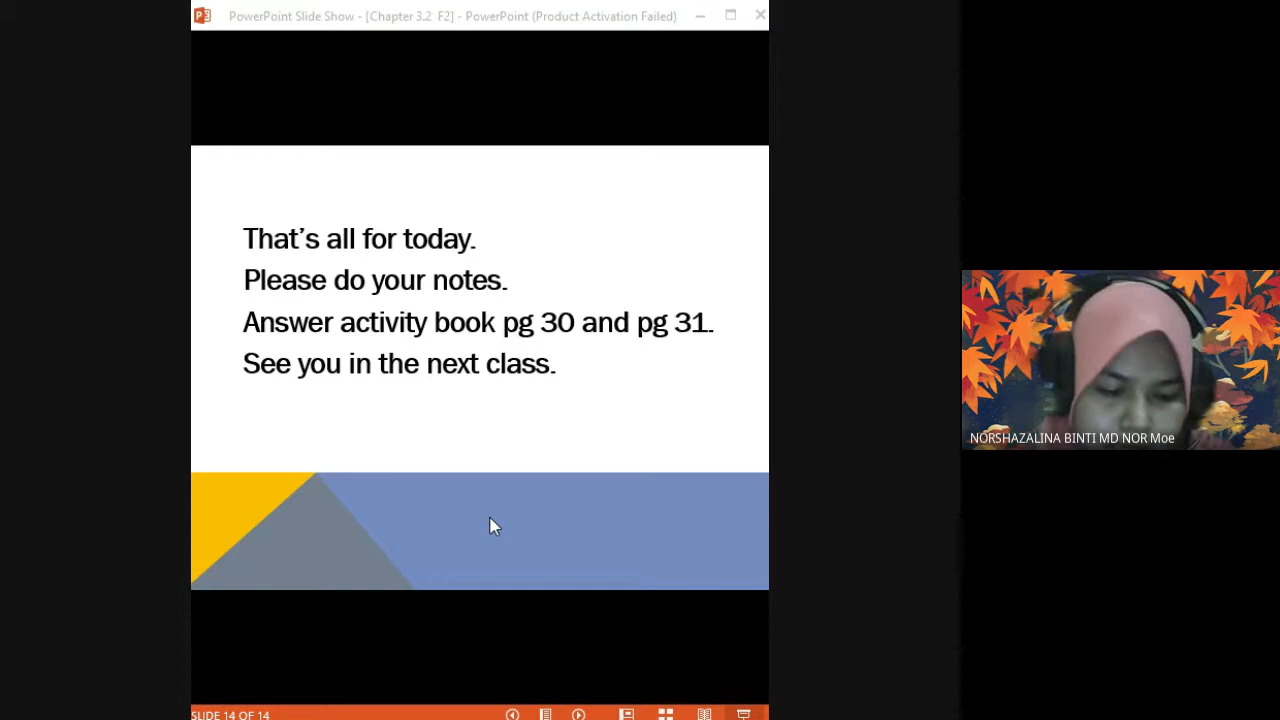 PowerPoint Slide Show - [Chapter 3.2 F2] - PowerPoint (Product Activation Failed)
That's all for today.
Please do your notes.
Answer activity book pg 30 and pg 31.
See you in the next class.
NORSHAZALINA BINTI MD NOR Moe
SLIDE 14 OF 14